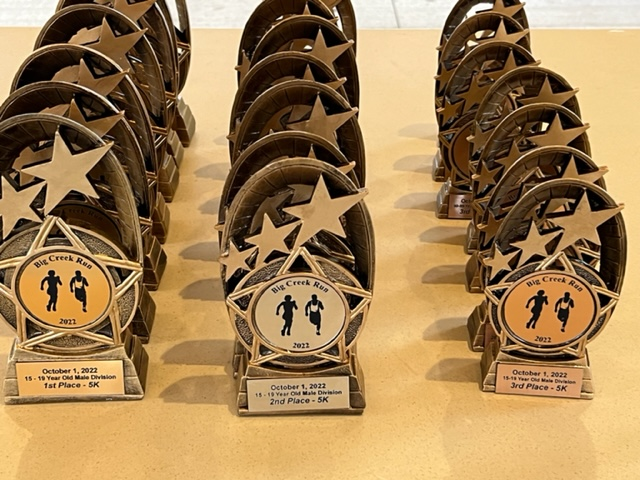 Big Creek Run
2022
October 1, 2022
15 - 19 Year Old Male Division
1st Place - 5K
Big Creek Run
2022
October 1, 2022
15 - 19 Year Old Male Division
2nd Place - 5K
Big Creek Run
2022
October 1, 2022
15-19 Year Old Male Division
3rd Place - 5K